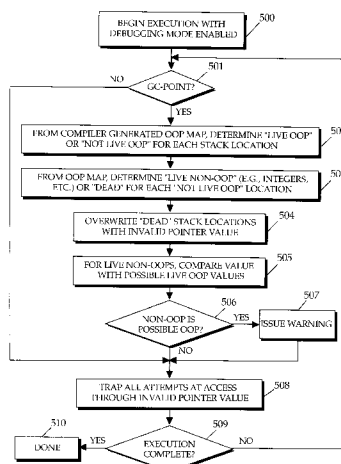 BEGIN EXECUTION WITH
DEBUGGING MODE ENABLED
500
501
NO
GC-POINT?
YES
FROM COMPILER GENERATED OOP MAP, DETERMINE "LIVE OOP"
OR "NOT LIVE OOP" FOR EACH STACK LOCATION
50
FROM OOP MAP, DETERMINE "LIVE NON-OOP" (E.G., INTEGERS,
ETC.) OR "DEAD" FOR EACH "NOT LIVE OOP" LOCATION
50
OVERWRITE "DEAD" STACK LOCATIONS
WITH INVALID POINTER VALUE
504
FOR LIVE NON-OOPS, COMPARE VALUE
WITH POSSIBLE LIVE OOP VALUES
505
506
NON-OOP IS
POSSIBLE OOP?
YES
507
ISSUE WARNING
NO
TRAP ALL ATTEMPTS AT ACCESS
THROUGH INVALID POINTER VALUE
508
510
509
DONE
YES
EXECUTION
COMPLETE?
NO